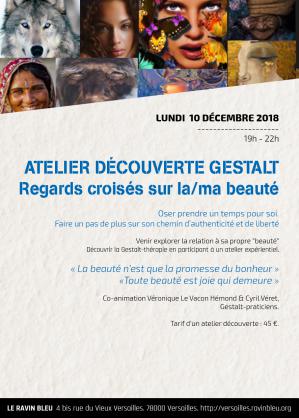 LUNDI 10 DÉCEMBRE 2018
--------------------
19h - 22h
ATELIER DÉCOUVERTE GESTALT
Regards croisés sur la/ma beauté
Oser prendre un temps pour soi.
Faire un pas de plus sur son chemin d'authenticité et de liberté
Venir explorer la relation à sa propre "beauté"
Découvrir la Gestalt-thérapie en participant à un atelier expérientiel.
« La beauté n'est que la promesse du bonheur »
«Toute beauté est joie qui demeure »
Co-animation Véronique Le Vacon Hémond & Cyril Véret,
Gestalt-praticiens.
Tarif d'un atelier découverte : 45 €.
LE RAVIN BLEU 4 bis rue du Vieux Versailles. 78000 Versailles. http://versailles.ravinbleu.org